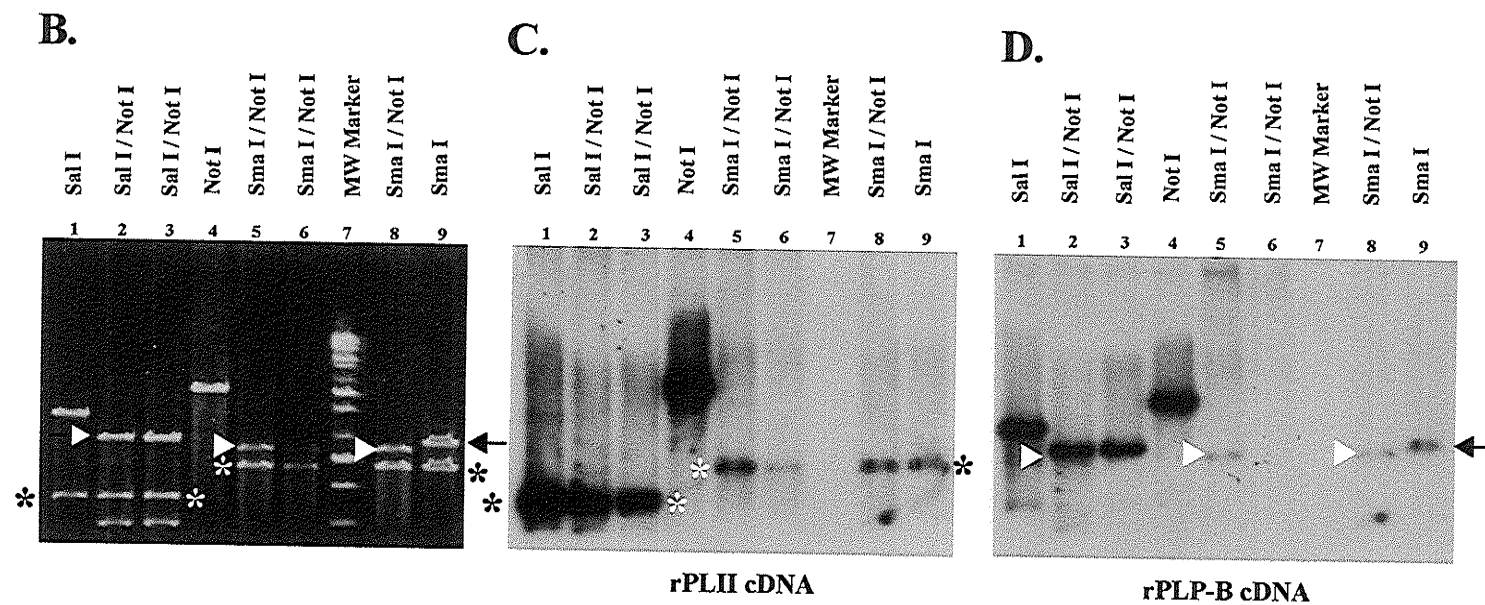 B.
Sal I
Sal I / Not I
Sal I / Not I
Not I
Sma I / Not I
Sma I / Not I
MW Marker
Sma I / Not I
Sma I
1 2 3 4 5 6 7 8 9
*
*
*
*
C.
Sal I
Sal I / Not I
Sal I / Not I
Not I
Sma I / Not I
Sma I / Not I
MW Marker
Sma I / Not I
Sma I
1 2 3 4 5 6 7 8 9
*
*
*
*
rPLII cDNA
D.
Sal I
Sal I / Not I
Sal I / Not I
Not I
Sma I / Not I
Sma I / Not I
MW Marker
Sma I / Not I
Sma I
1 2 3 4 5 6 7 8 9
rPLP-B cDNA